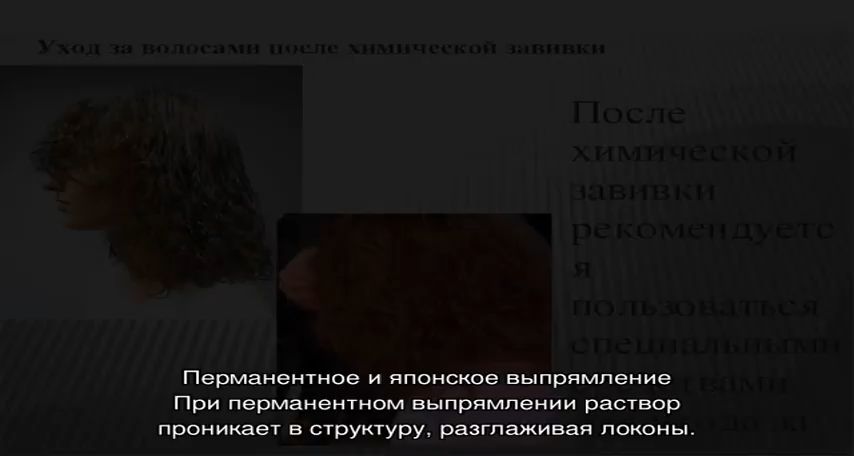 Уход за волосами после химической завивки
После
химической
завивки
рекомендуетс
я
пользоваться
специальными
Перманентное и японское выпрямление
При перманентном выпрямлении раствор
проникает в структуру, разглаживая локоны.